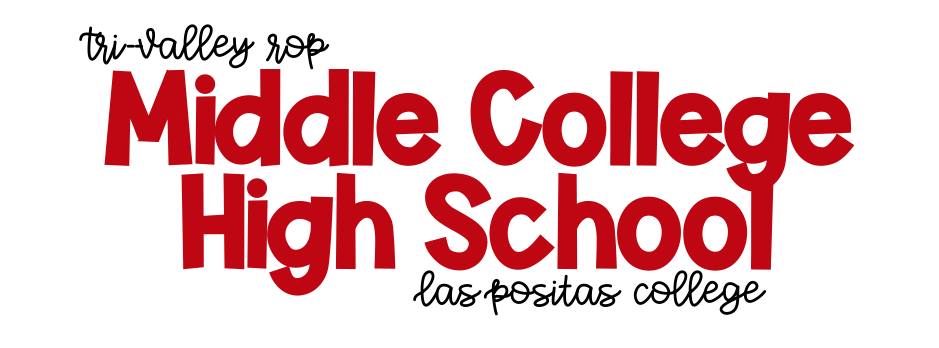 tri-valley rop
Middle College
High School
las positas college